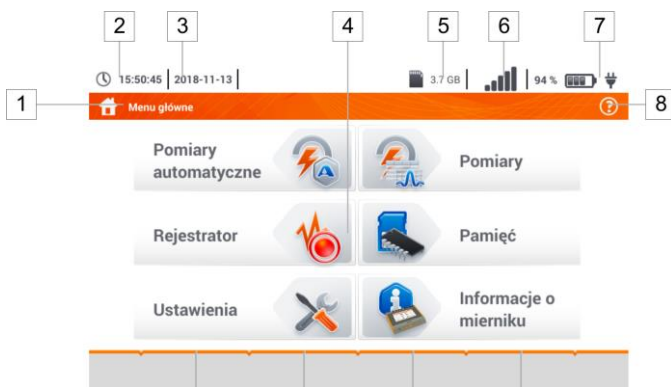 2 3 4 5 6 7
15:50:45 2018-11-13 3.7 GB 94 %
1 Menu główne ? 8
Pomiary
automatyczne
Pomiary
Rejestrator
Pamięć
Ustawienia
Informacje o
mierniku